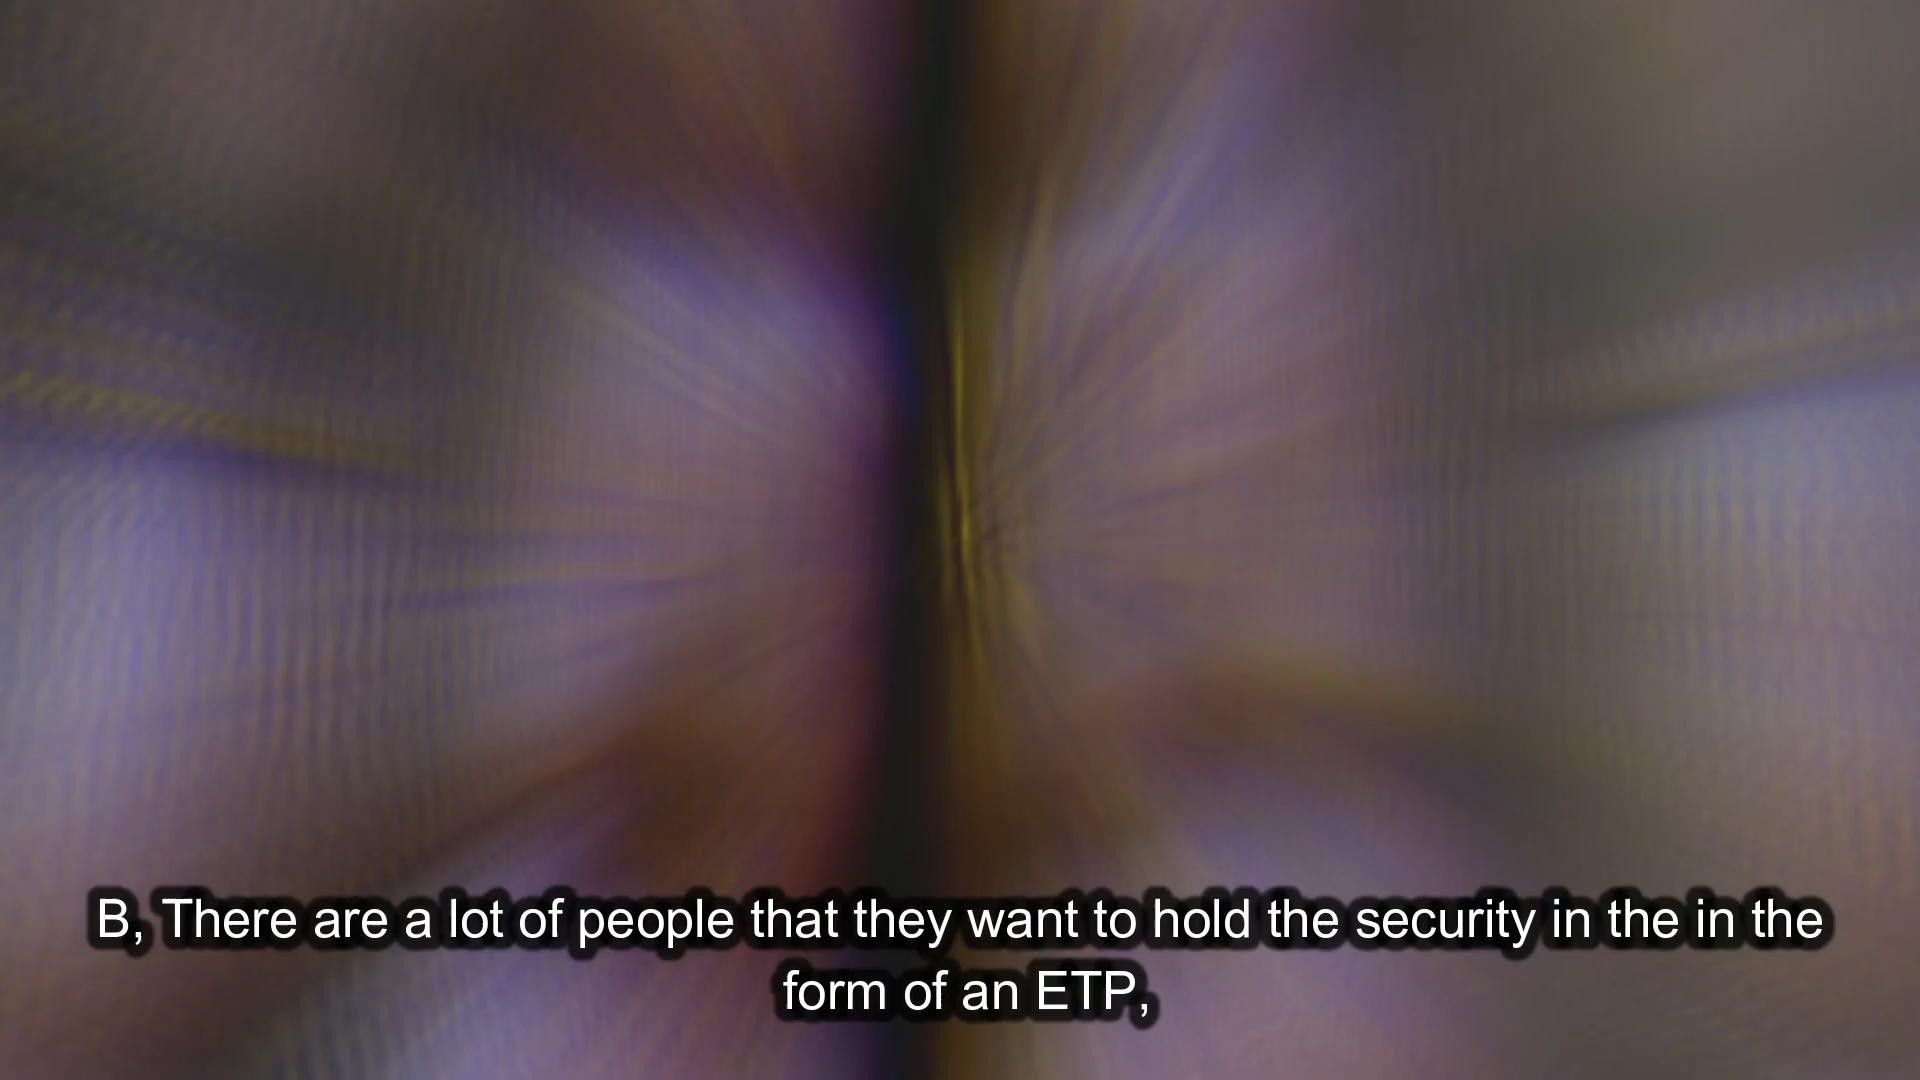 B, There are a lot of people that they want to hold the security in the in the
form of an ETP,